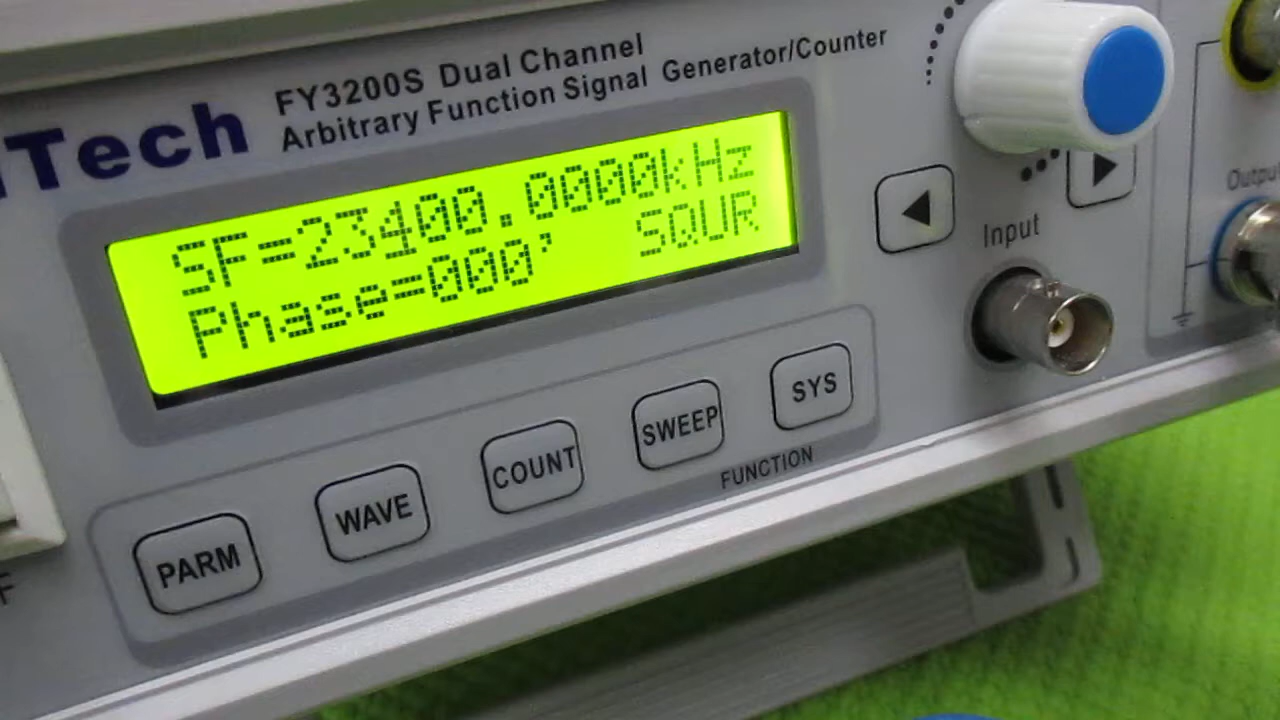 FY3200S Dual Channel
Tech Arbitrary Function Signal Generator/Counter
SF=23400.0000kHz
Phase=000' SQUR
Input
PARM WAVE COUNT SWEEP SYS
FUNCTION